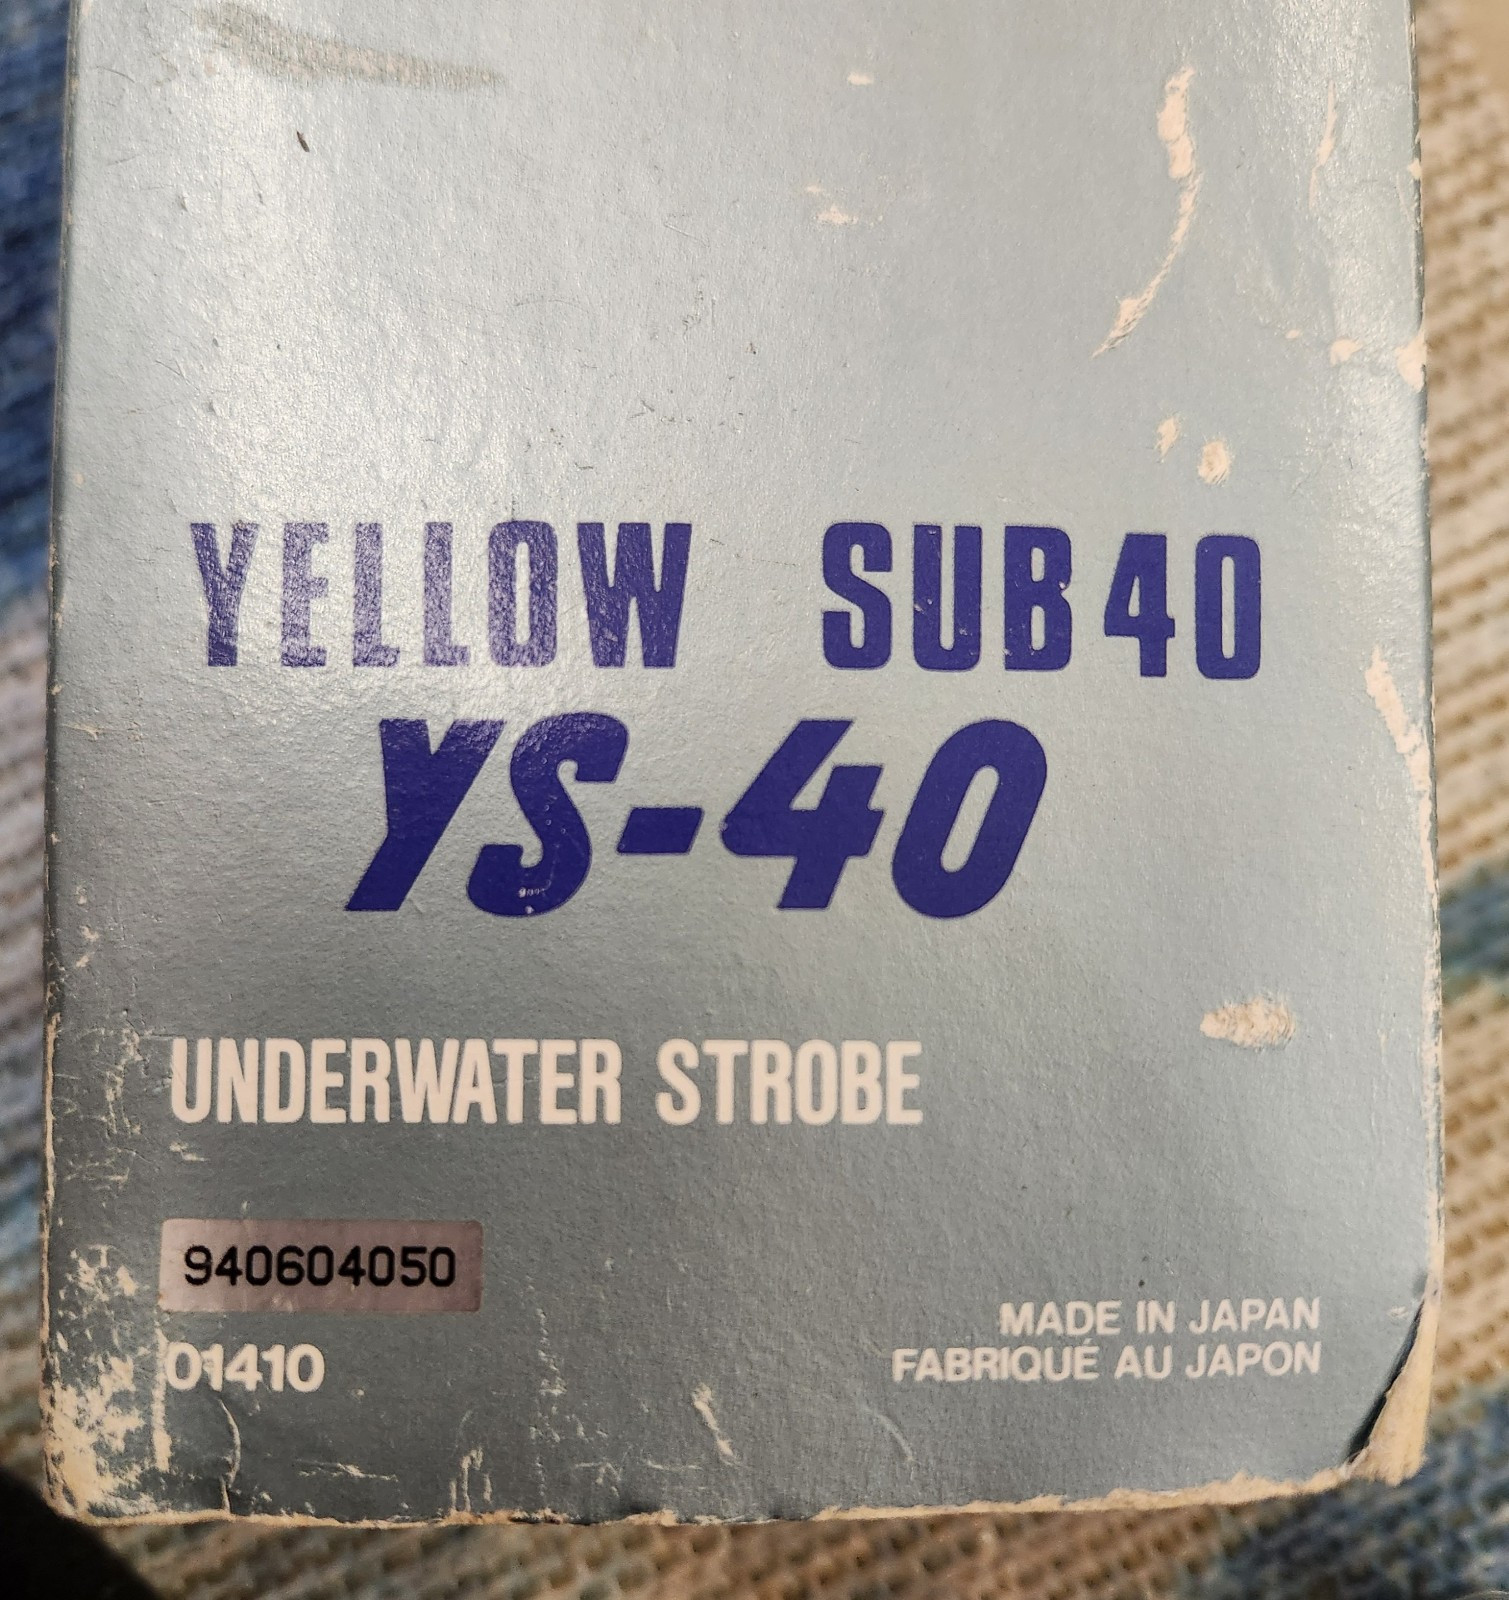 YELLOW SUB40
YS-40
UNDERWATER STROBE
940604050
01410
MADE IN JAPAN
FABRIQUÉ AU JAPON